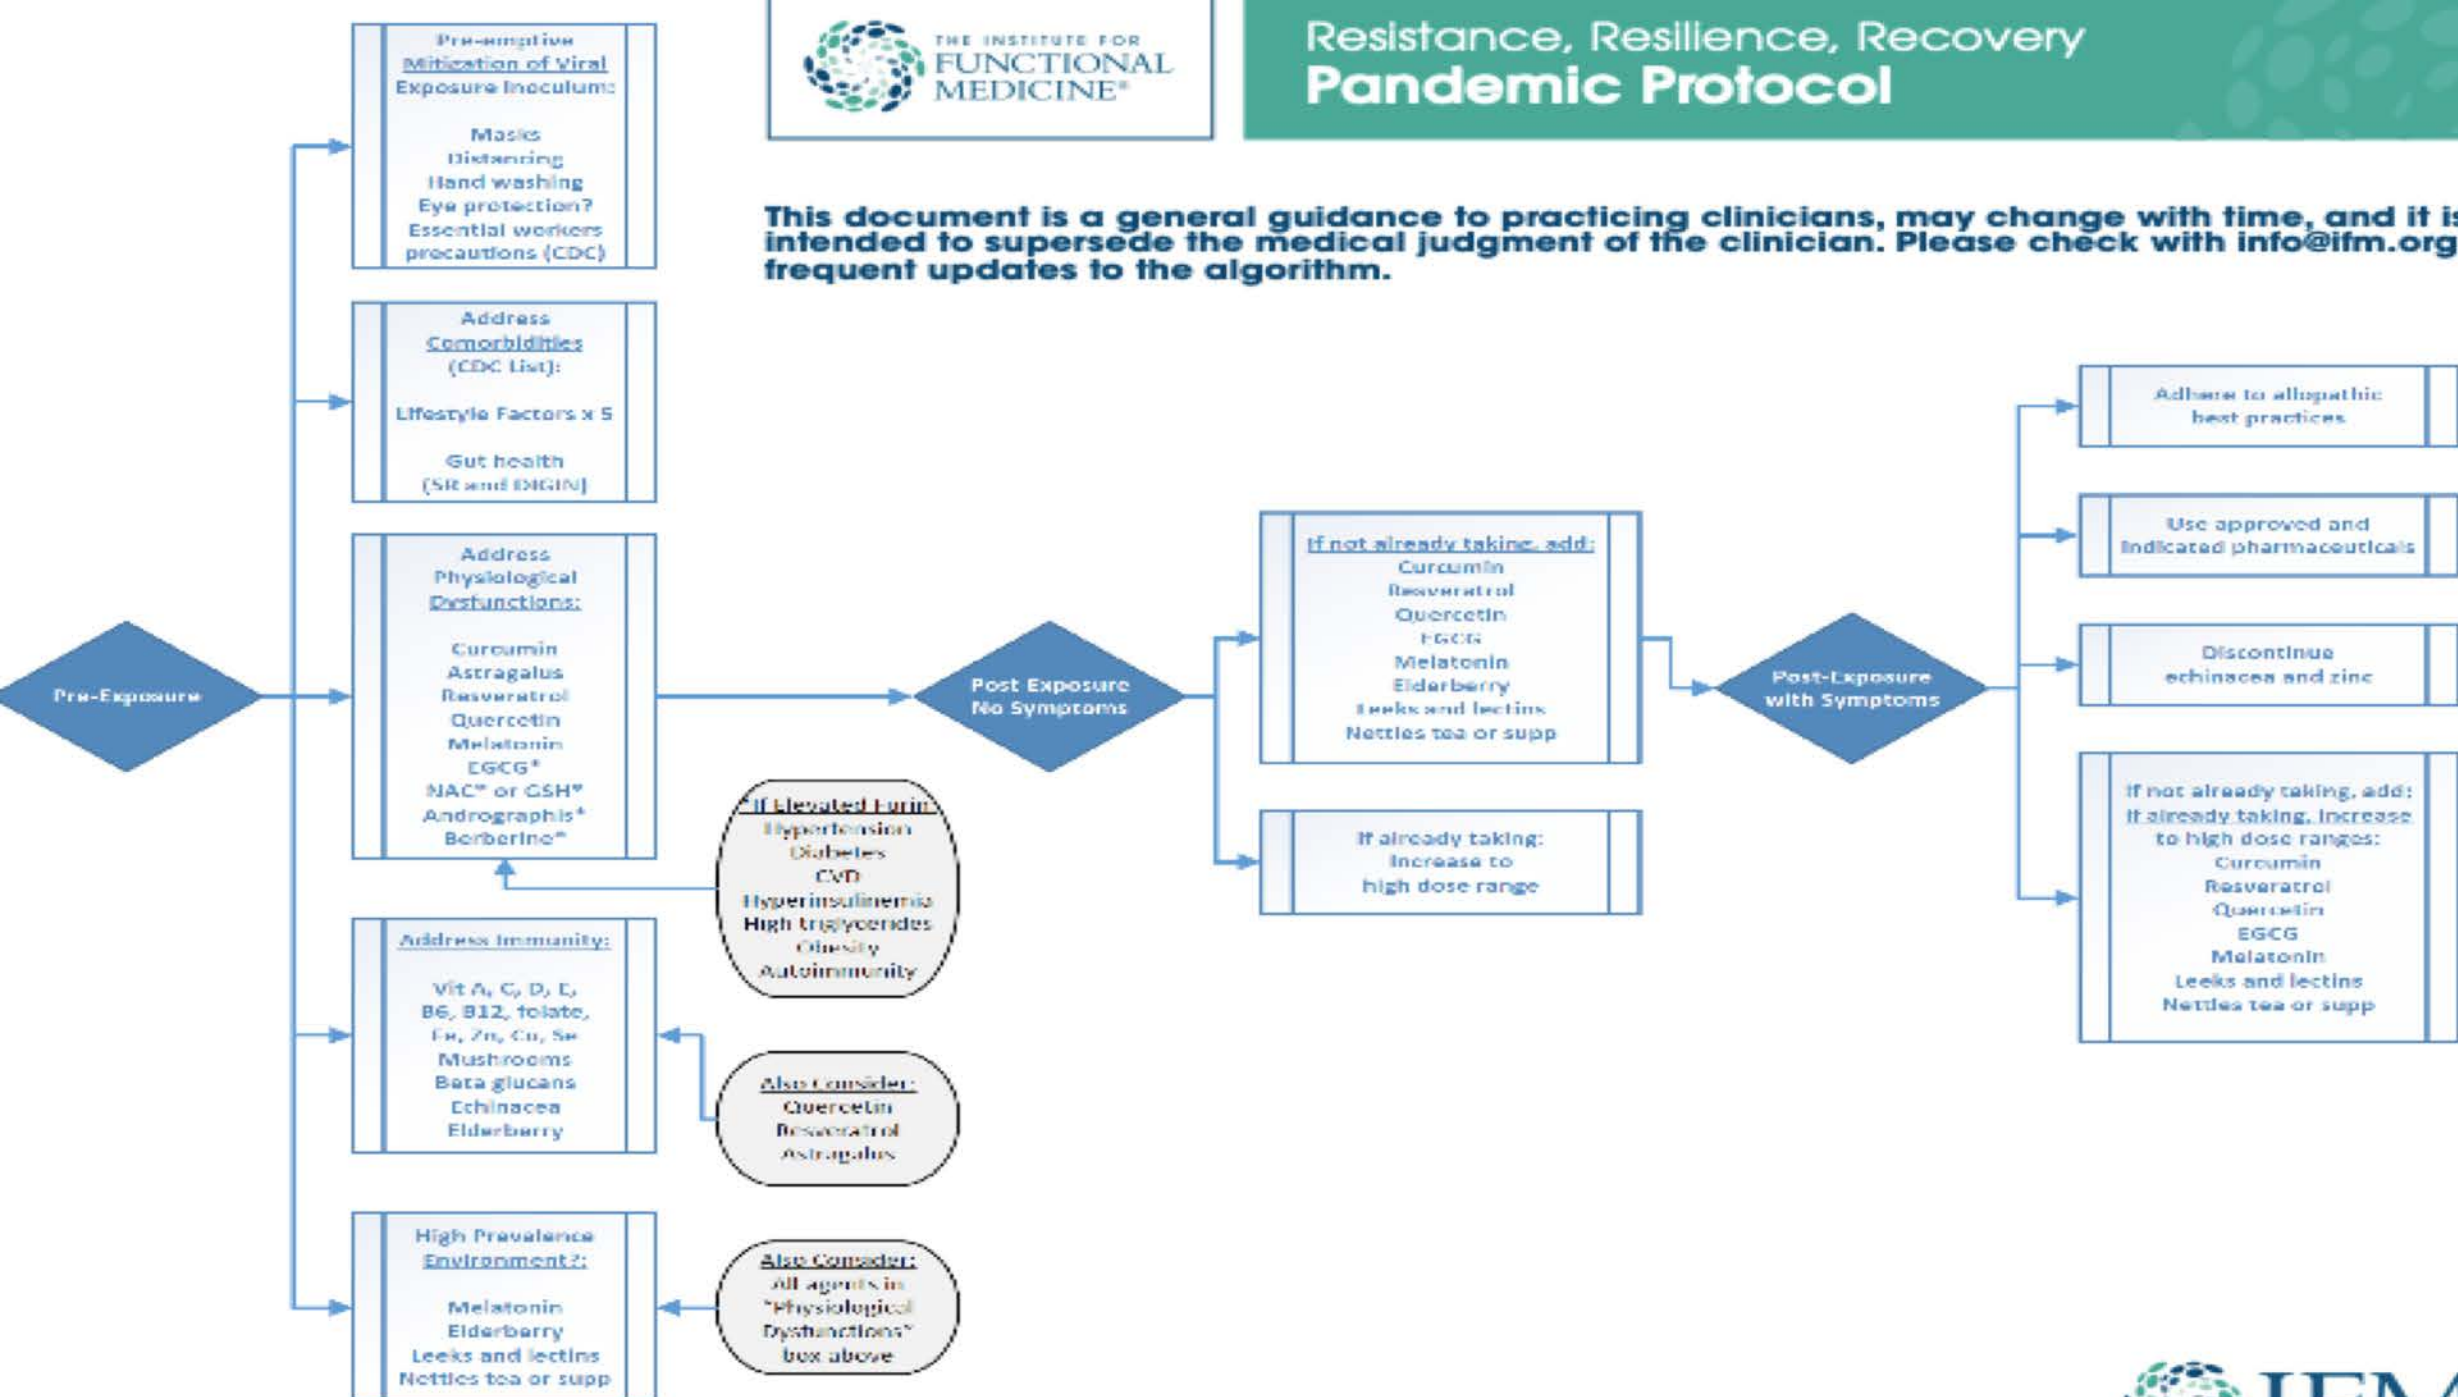 THE INSTITUTE FOR
FUNCTIONAL
MEDICINE®
Resistance, Resilience, Recovery
Pandemic Protocol
This document is a general guidance to practicing clinicians, may change with time, and it is
intended to supersede the medical judgment of the clinician. Please check with info@ifm.org
frequent updates to the algorithm.
Pre-Exposure
Pre-emptive
Mitigation of Viral
Exposure Inoculum:
Masks
Distancing
Hand washing
Eye protection?
Essential workers
precautions (CDC)
Address
Comorbidities
(CDC List):
Lifestyle Factors x 5
Gut health
(5R and DIGIN)
Address
Physiological
Dysfunctions:
Curcumin
Astragalus
Resveratrol
Quercetin
Melatonin
EGCG*
NAC* or GSH*
Andrographis*
Berberine*
*If Elevated Furin
Hypertension
Diabetes
CVD
Hyperinsulinemia
High triglycerides
Obesity
Autoimmunity
Address Immunity:
Vit A, C, D, E,
B6, B12, folate,
Fe, Zn, Cu, Se
Mushrooms
Beta glucans
Echinacea
Elderberry
Also Consider:
Quercetin
Resveratrol
Astragalus
High Prevalence
Environment?:
Melatonin
Elderberry
Leeks and lectins
Nettles tea or supp
Also Consider:
All agents in
"Physiological
Dysfunctions"
box above
Post Exposure
No Symptoms
If not already taking, add:
Curcumin
Resveratrol
Quercetin
EGCG
Melatonin
Elderberry
Leeks and lectins
Nettles tea or supp
If already taking:
Increase to
high dose range
Post-Exposure
with Symptoms
Adhere to allopathic
best practices
Use approved and
indicated pharmaceuticals
Discontinue
echinacea and zinc
If not already taking, add:
If already taking, increase
to high dose ranges:
Curcumin
Resveratrol
Quercetin
EGCG
Melatonin
Leeks and lectins
Nettles tea or supp
IFM